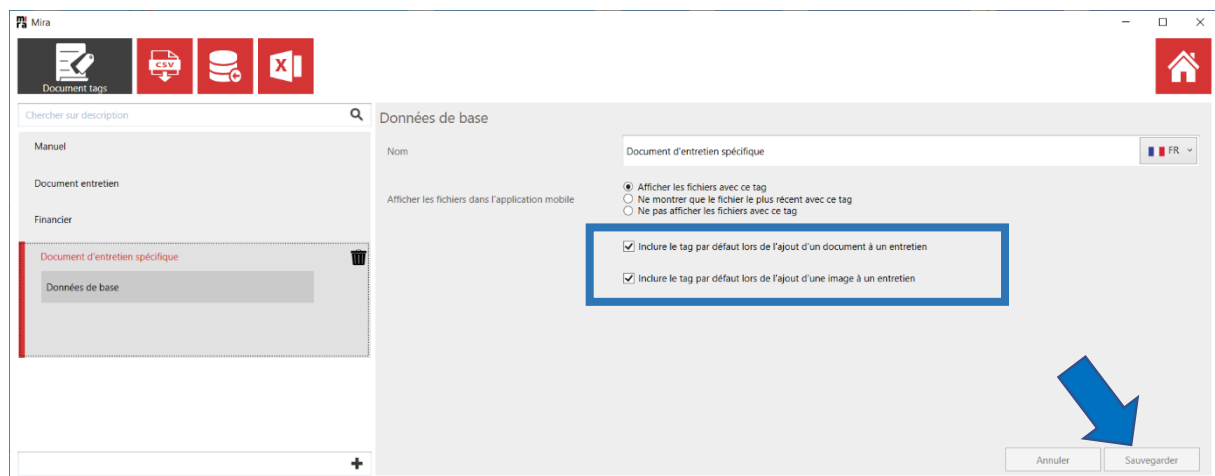 mira Mira
Document tags
CSV
X
Chercher sur description
Manuel
Document entretien
Financier
Document d'entretien spécifique
Données de base
Données de base
Nom
Document d'entretien spécifique
FR
Afficher les fichiers dans l'application mobile
Afficher les fichiers avec ce tag
Ne montrer que le fichier le plus récent avec ce tag
Ne pas afficher les fichiers avec ce tag
Inclure le tag par défaut lors de l'ajout d'un document à un entretien
Inclure le tag par défaut lors de l'ajout d'une image à un entretien
Annuler
Sauvegarder